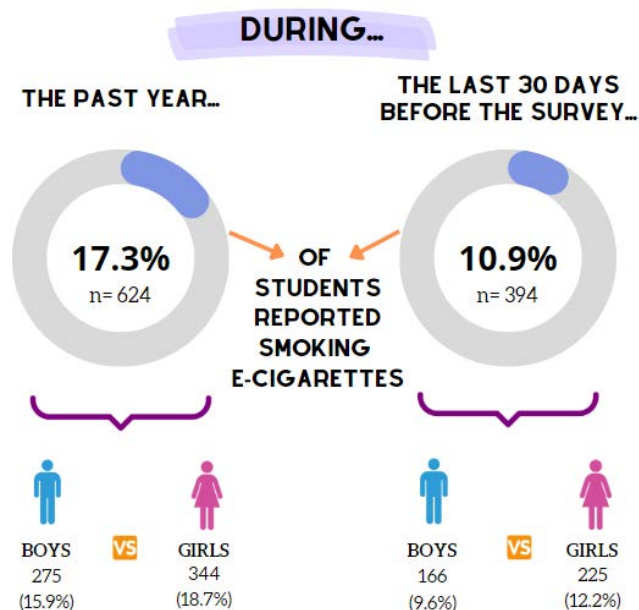 DURING...
THE PAST YEAR...
17.3%
n= 624
THE LAST 30 DAYS
BEFORE THE SURVEY...
10.9%
n= 394
OF
STUDENTS
REPORTED
SMOKING
E-CIGARETTES
BOYS
275
(15.9%)
VS
GIRLS
344
(18.7%)
BOYS
166
(9.6%)
VS
GIRLS
225
(12.2%)